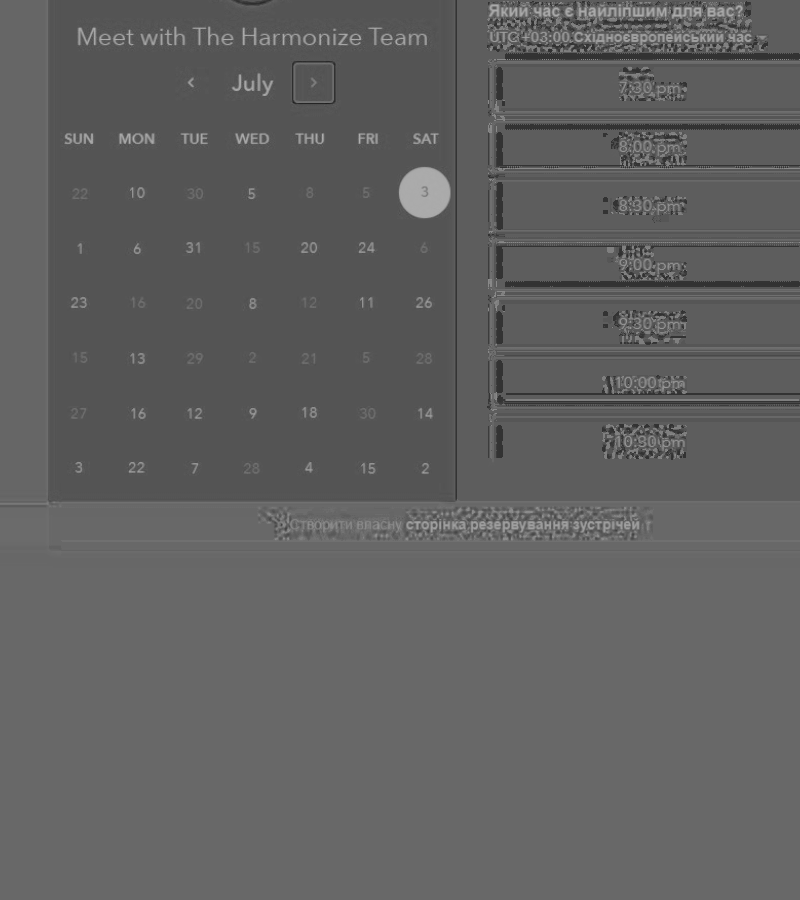 Meet with The Harmonize Team
July
SUN MON TUE WED THU FRI SAT
22 10 30 5 8 5 3
1 6 31 15 20 24 6
23 16 20 8 12 11 26
15 13 29 2 21 5 28
27 16 12 9 18 30 14
3 22 7 28 4 15 2
Який час є найліпшим для вас?
UTC +03:00 Східноєвропейський час
7:30 pm
8:00 pm
8:30 pm
9:00 pm
9:30 pm
10:00 pm
10:30 pm
Створити власну сторінка резервування зустрічей